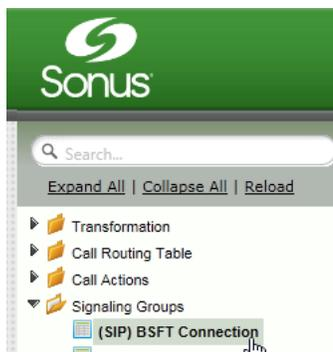 Sonus
Search...
Expand All | Collapse All | Reload
Transformation
Call Routing Table
Call Actions
Signaling Groups
(SIP) BSFT Connection